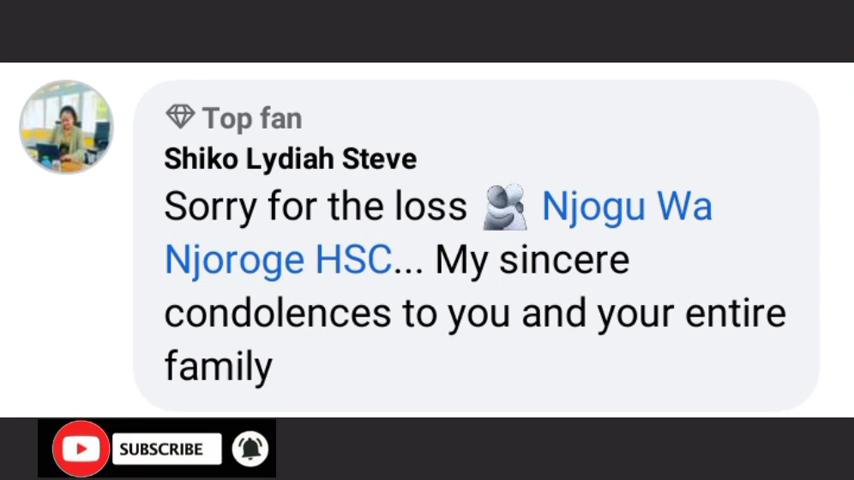 Top fan
Shiko Lydiah Steve
Sorry for the loss 🫂 Njogu Wa
Njoroge HSC... My sincere
condolences to you and your entire
family
SUBSCRIBE